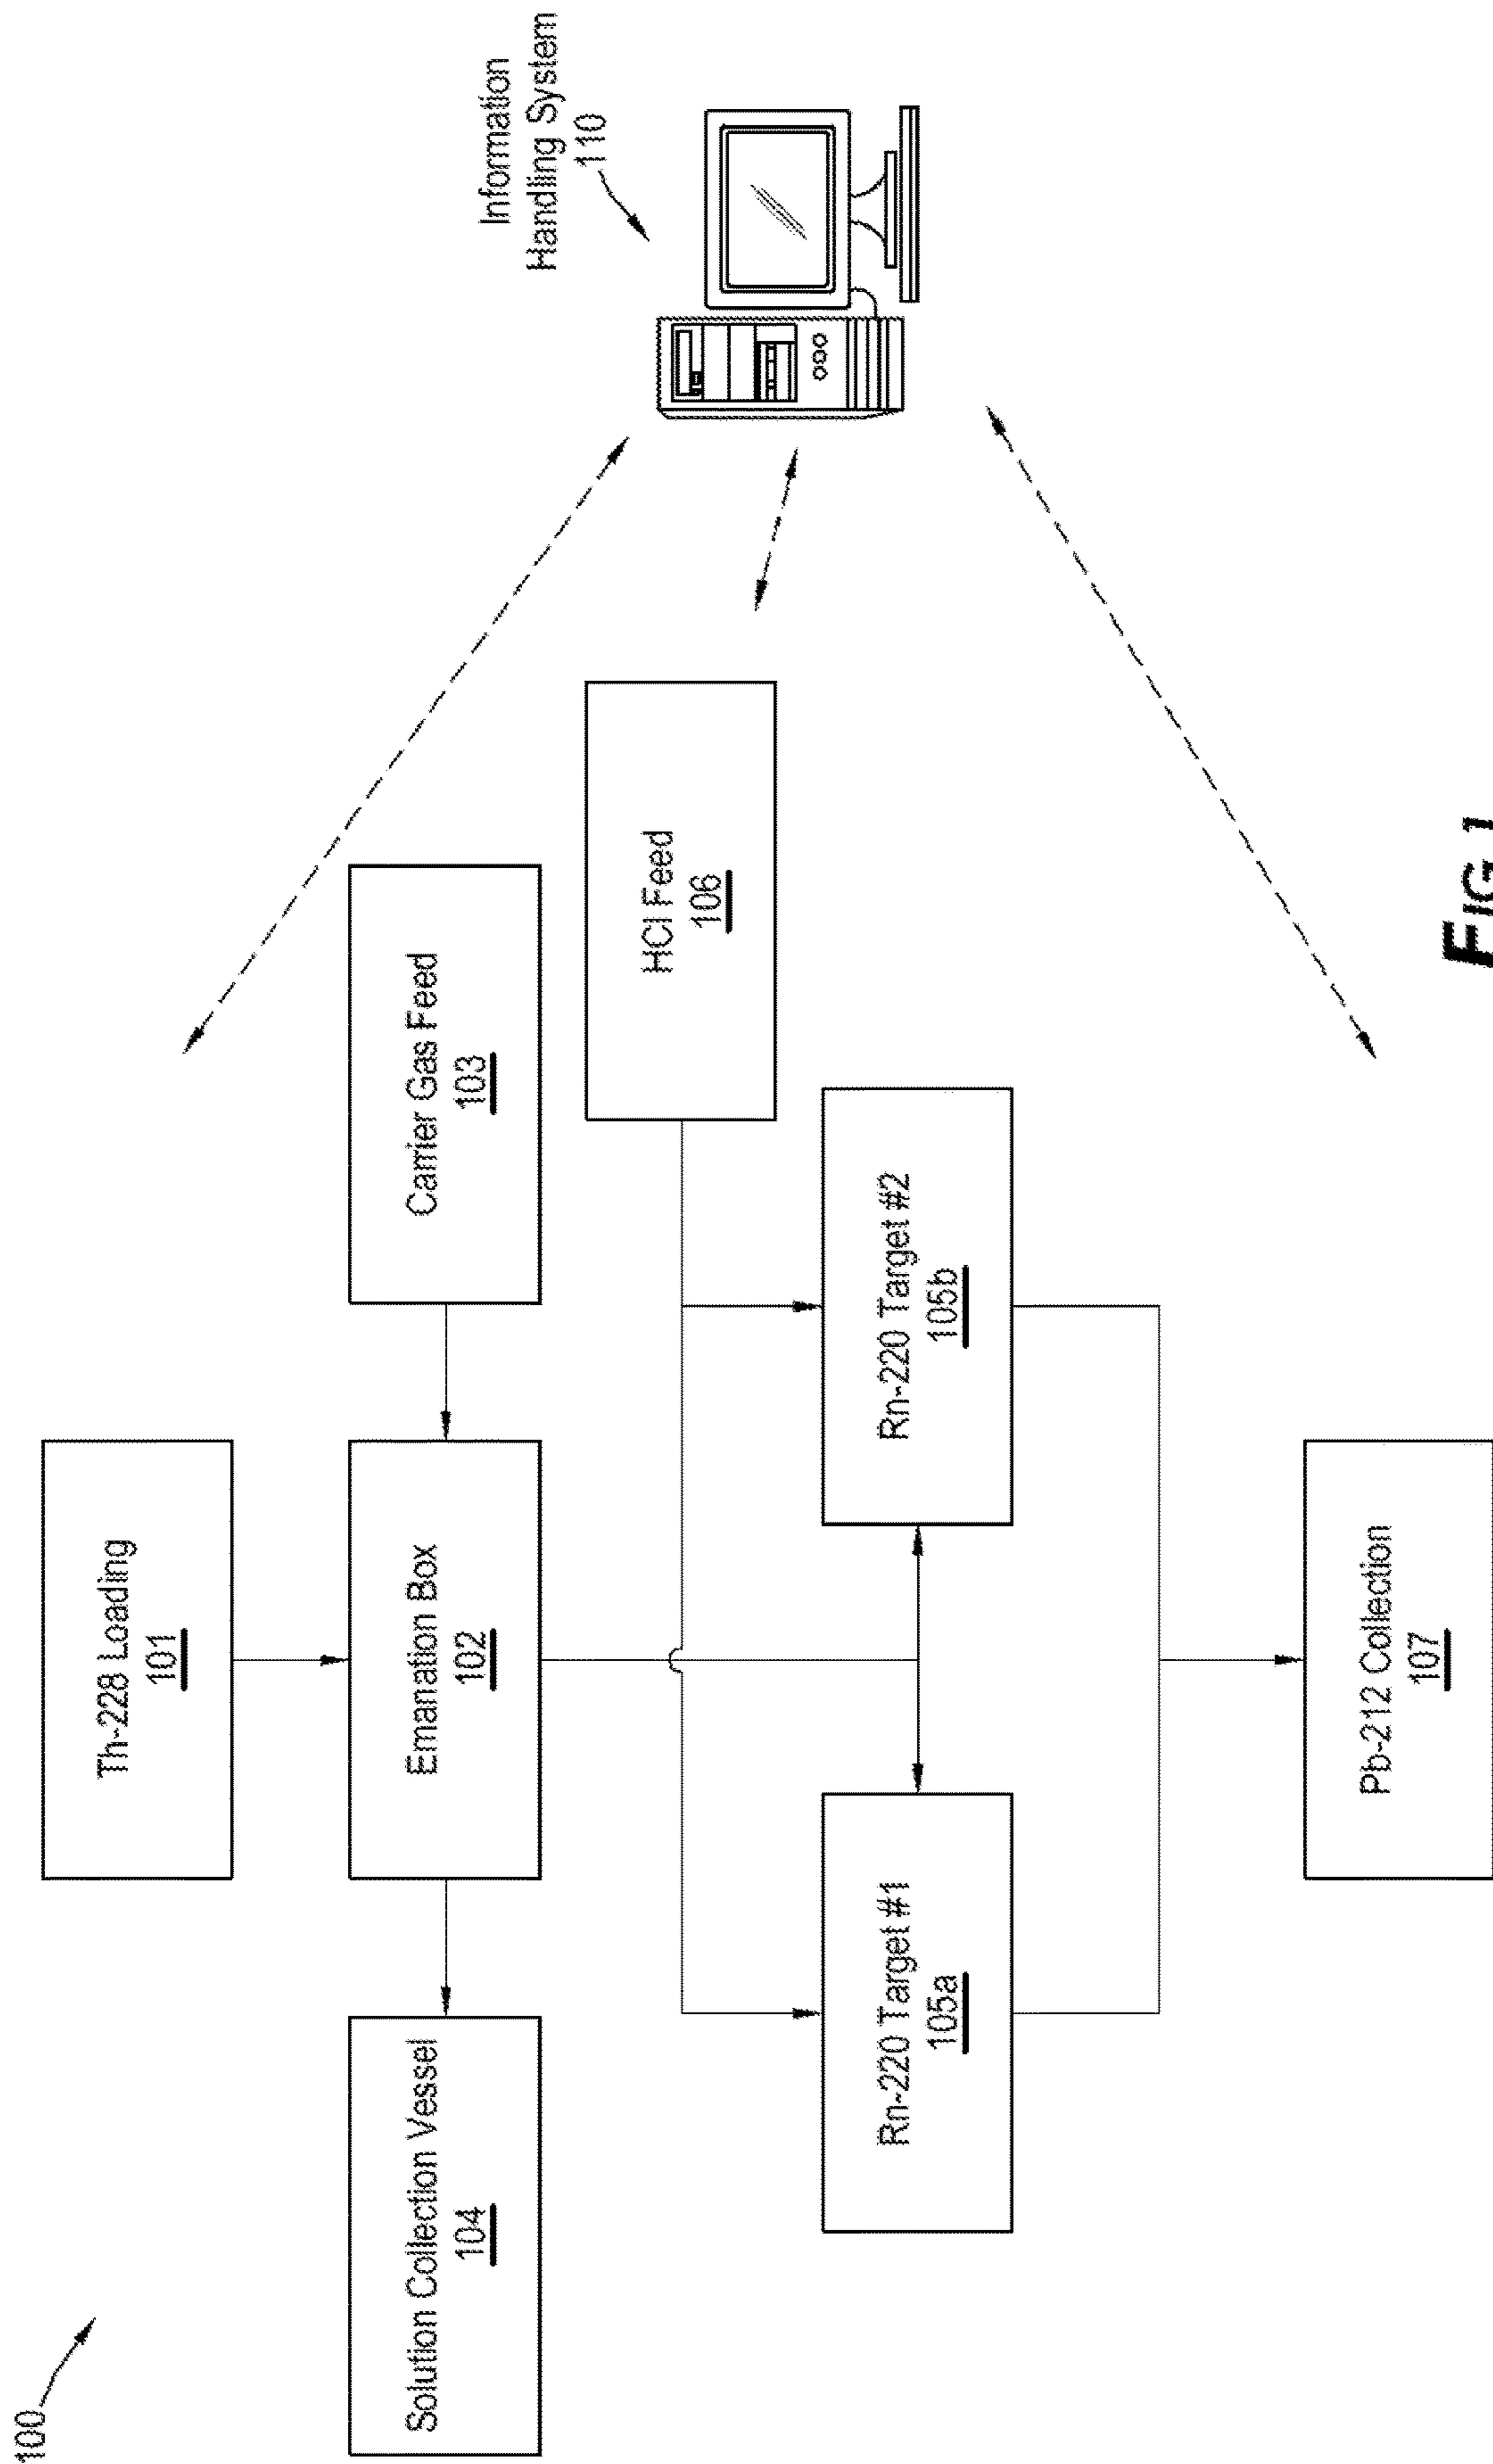 100
Th-228 Loading
101
Solution Collection Vessel
104
Emanation Box
102
Carrier Gas Feed
103
HCl Feed
106
Information
Handling System
110
Rn-220 Target #1
105a
Rn-220 Target #2
105b
Pb-212 Collection
107
FIG. 1